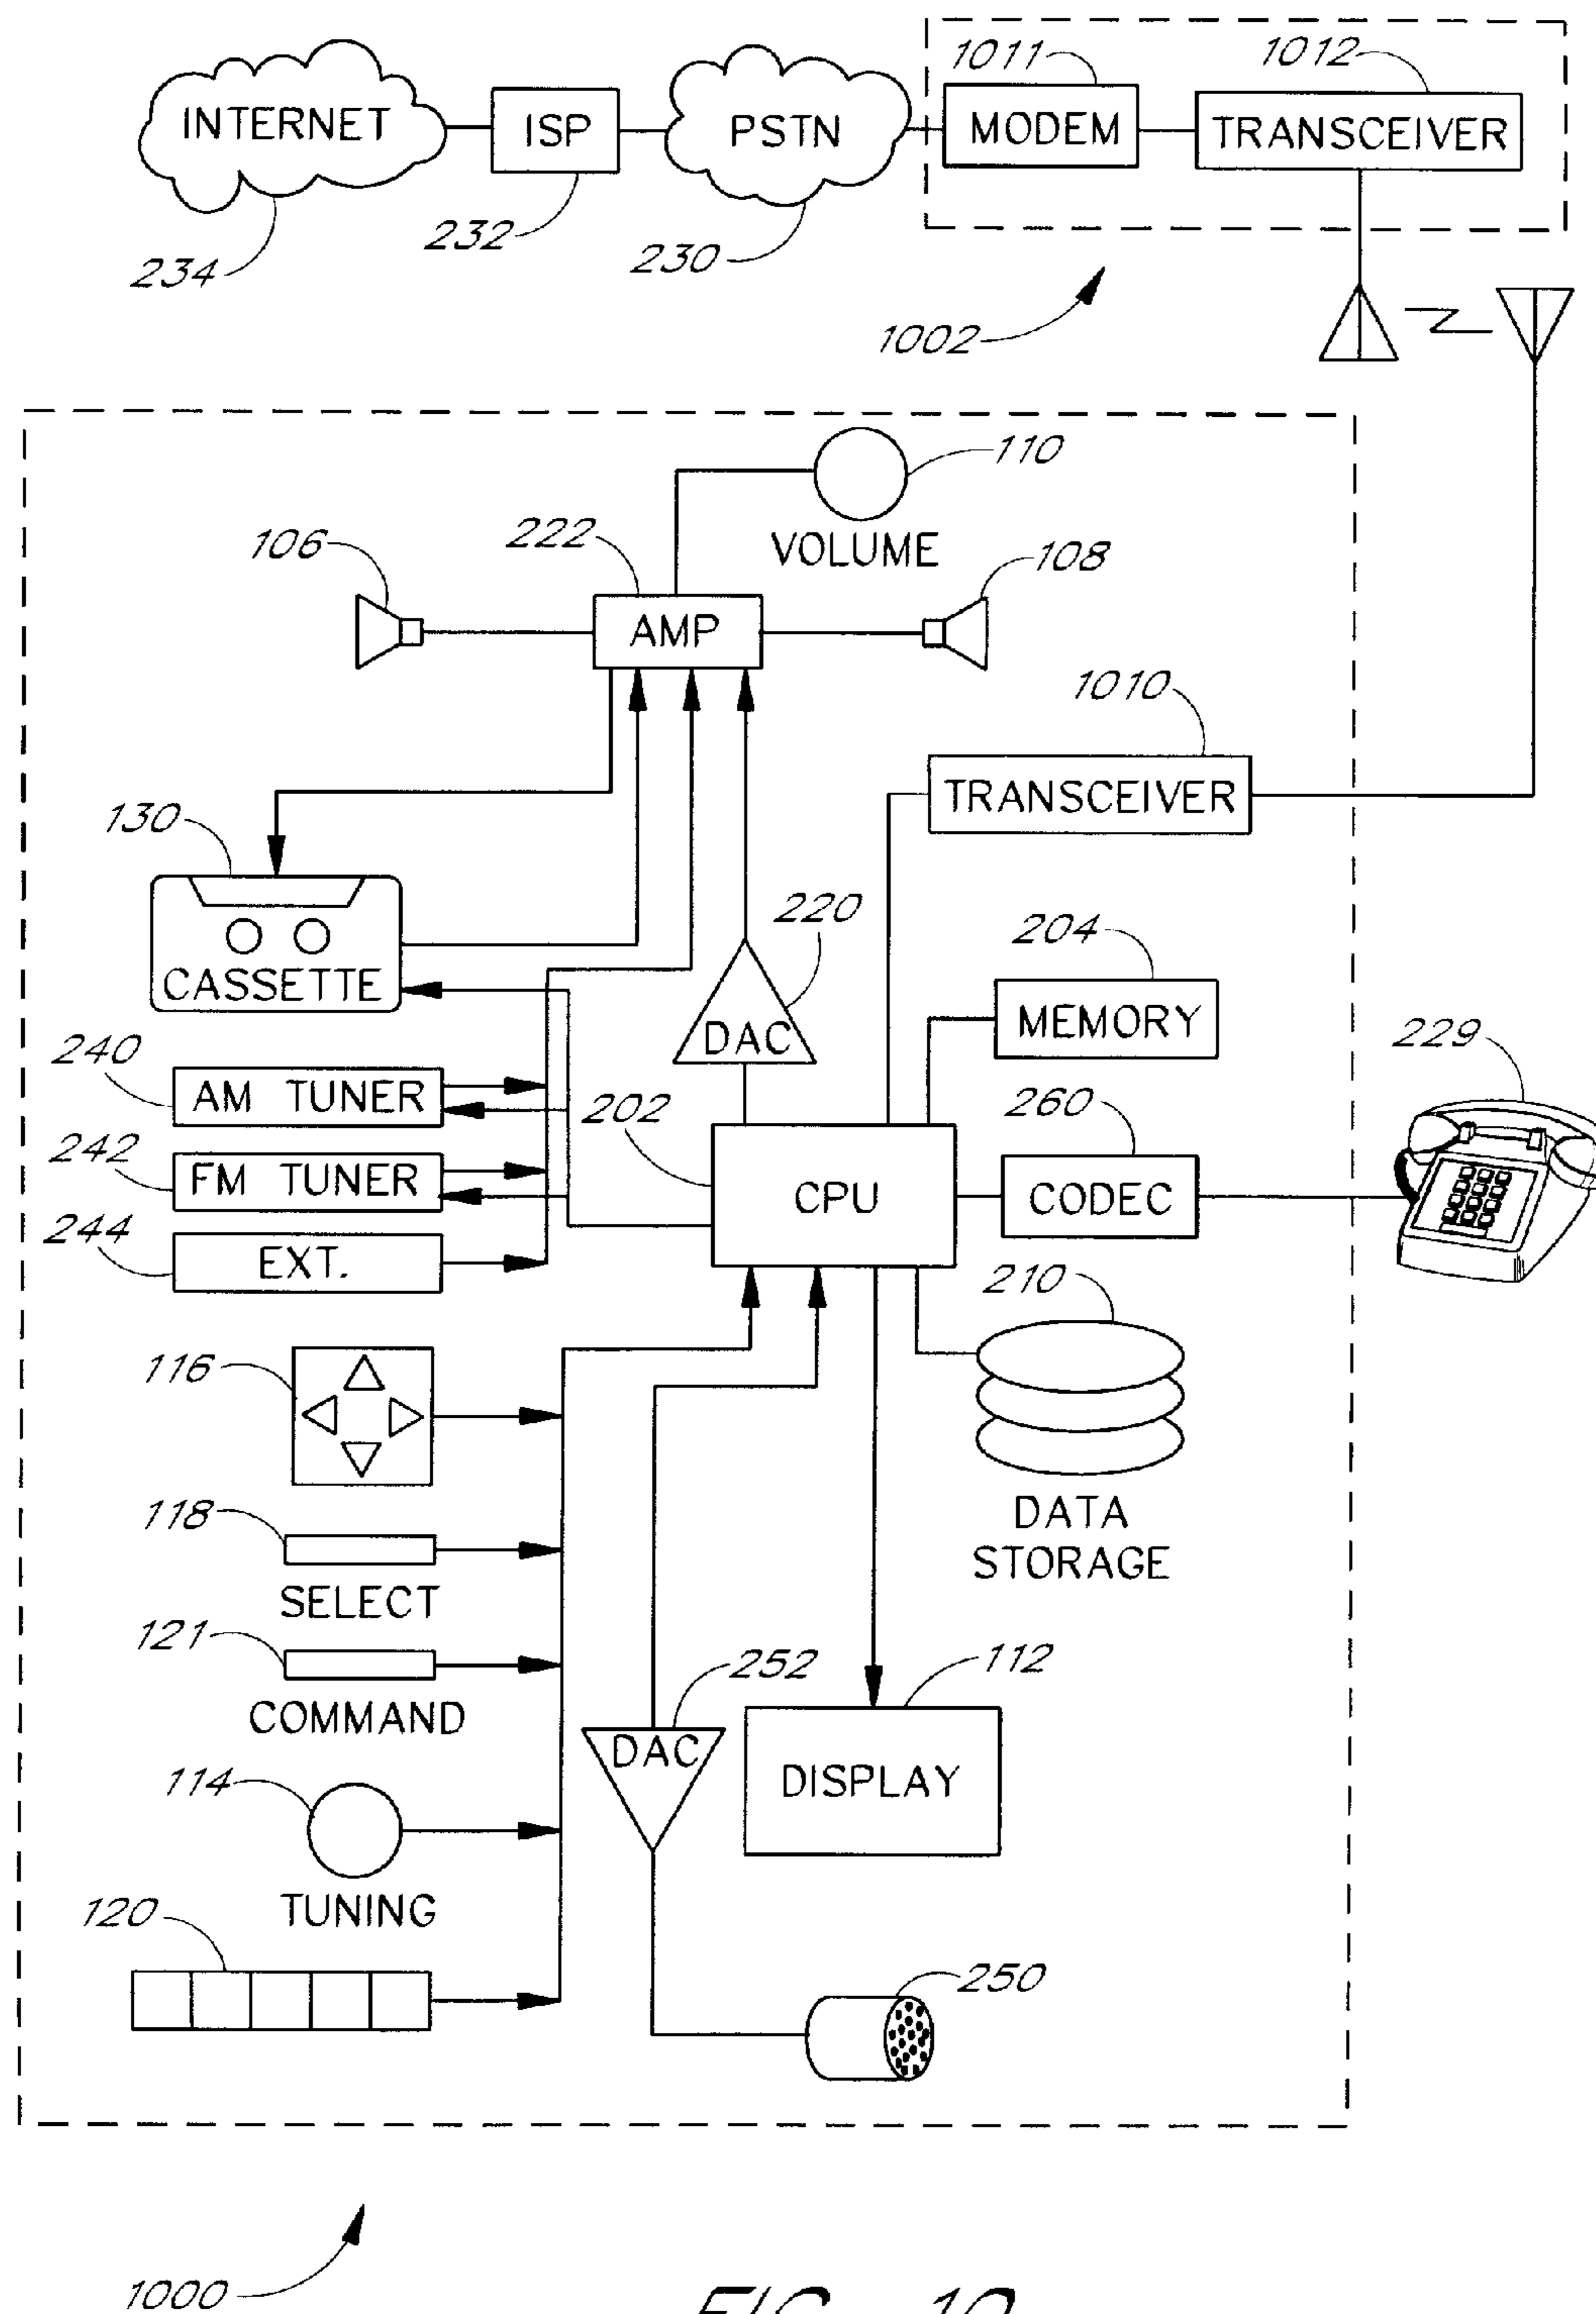 1011
1012
INTERNET
ISP
PSTN
MODEM
TRANSCEIVER
234
232
230
1002
110
106
222
VOLUME
108
AMP
1010
TRANSCEIVER
130
220
204
CASSETTE
DAC
MEMORY
229
240
AM TUNER
202
260
242
FM TUNER
CPU
CODEC
244
EXT.
210
116
118
DATA
STORAGE
SELECT
121
252
112
COMMAND
DAC
114
DISPLAY
120
TUNING
250
1000
FIG. 10